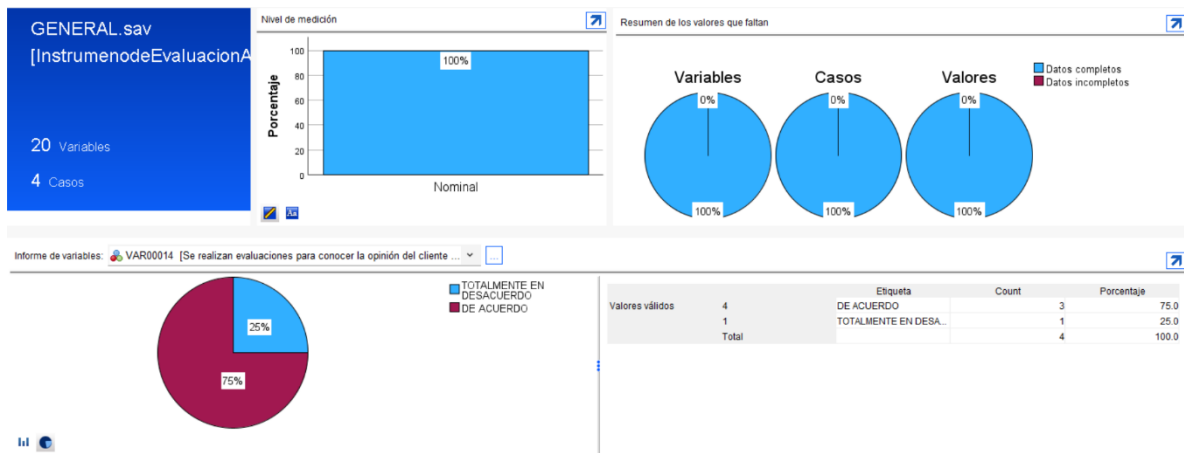 GENERAL.sav
[InstrumenodeEvaluacionA
20 Variables
4 Casos
Nivel de medición
Porcentaje
100
80
60
40
20
0
100%
Nominal
Resumen de los valores que faltan
Variables
Casos
Valores
0%
0%
0%
100%
100%
100%
Datos completos
Datos incompletos
Informe de variables: VAR00014 [Se realizan evaluaciones para conocer la opinión del cliente ...
...
25%
75%
TOTALMENTE EN
DESACUERDO
DE ACUERDO
Etiqueta Count Porcentaje
Valores válidos 4 DE ACUERDO 3 75.0
1 TOTALMENTE EN DESA... 1 25.0
Total 4 100.0